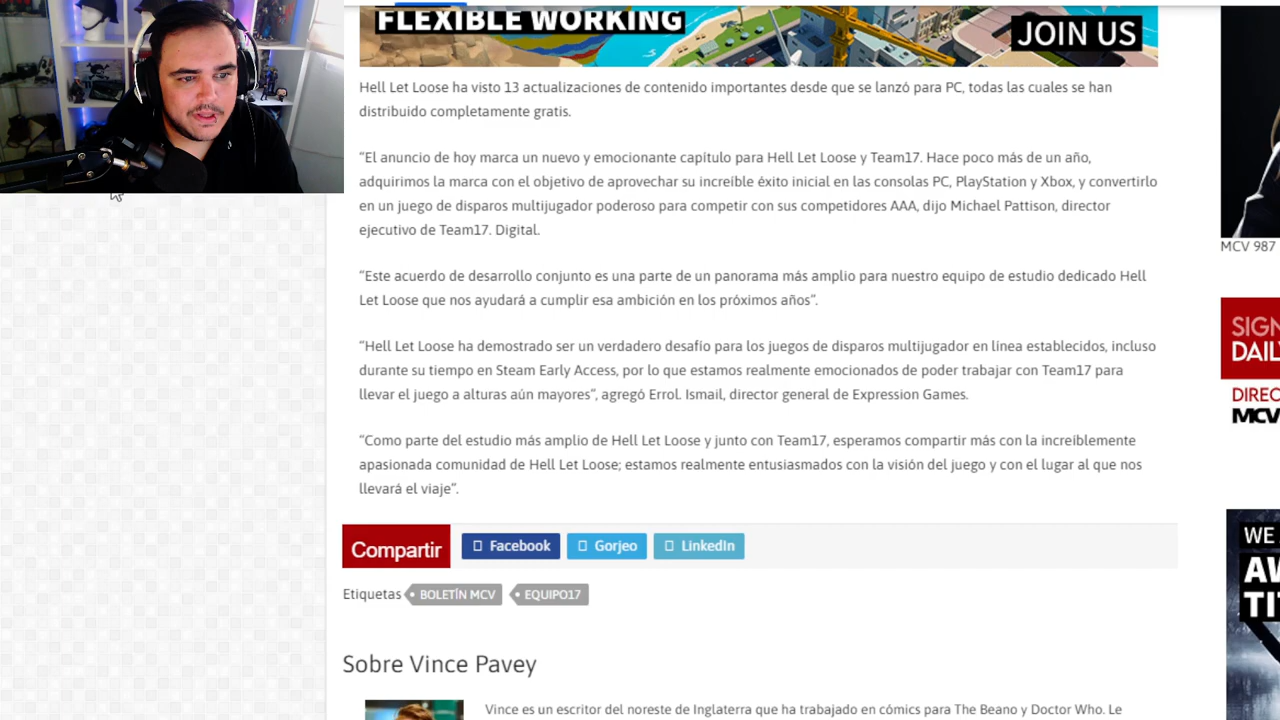 FLEXIBLE WORKING
JOIN US
Hell Let Loose ha visto 13 actualizaciones de contenido importantes desde que se lanzó para PC, todas las cuales se han
distribuido completamente gratis.
“El anuncio de hoy marca un nuevo y emocionante capítulo para Hell Let Loose y Team17. Hace poco más de un año,
adquirimos la marca con el objetivo de aprovechar su increíble éxito inicial en las consolas PC, PlayStation y Xbox, y convertirlo
en un juego de disparos multijugador poderoso para competir con sus competidores AAA, dijo Michael Pattison, director
ejecutivo de Team17. Digital.
“Este acuerdo de desarrollo conjunto es una parte de un panorama más amplio para nuestro equipo de estudio dedicado Hell
Let Loose que nos ayudará a cumplir esa ambición en los próximos años”.
“Hell Let Loose ha demostrado ser un verdadero desafío para los juegos de disparos multijugador en línea establecidos, incluso
durante su tiempo en Steam Early Access, por lo que estamos realmente emocionados de poder trabajar con Team17 para
llevar el juego a alturas aún mayores”, agregó Errol. Ismail, director general de Expression Games.
“Como parte del estudio más amplio de Hell Let Loose y junto con Team17, esperamos compartir más con la increíblemente
apasionada comunidad de Hell Let Loose; estamos realmente entusiasmados con la visión del juego y con el lugar al que nos
llevará el viaje”.
Compartir Facebook Gorjeo LinkedIn
Etiquetas BOLETÍN MCV EQUIPO17
Sobre Vince Pavey
Vince es un escritor del noreste de Inglaterra que ha trabajado en cómics para The Beano y Doctor Who. Le
MCV 987
SIGN
DAIL
DIREC
MCV
WE
AW
TIT